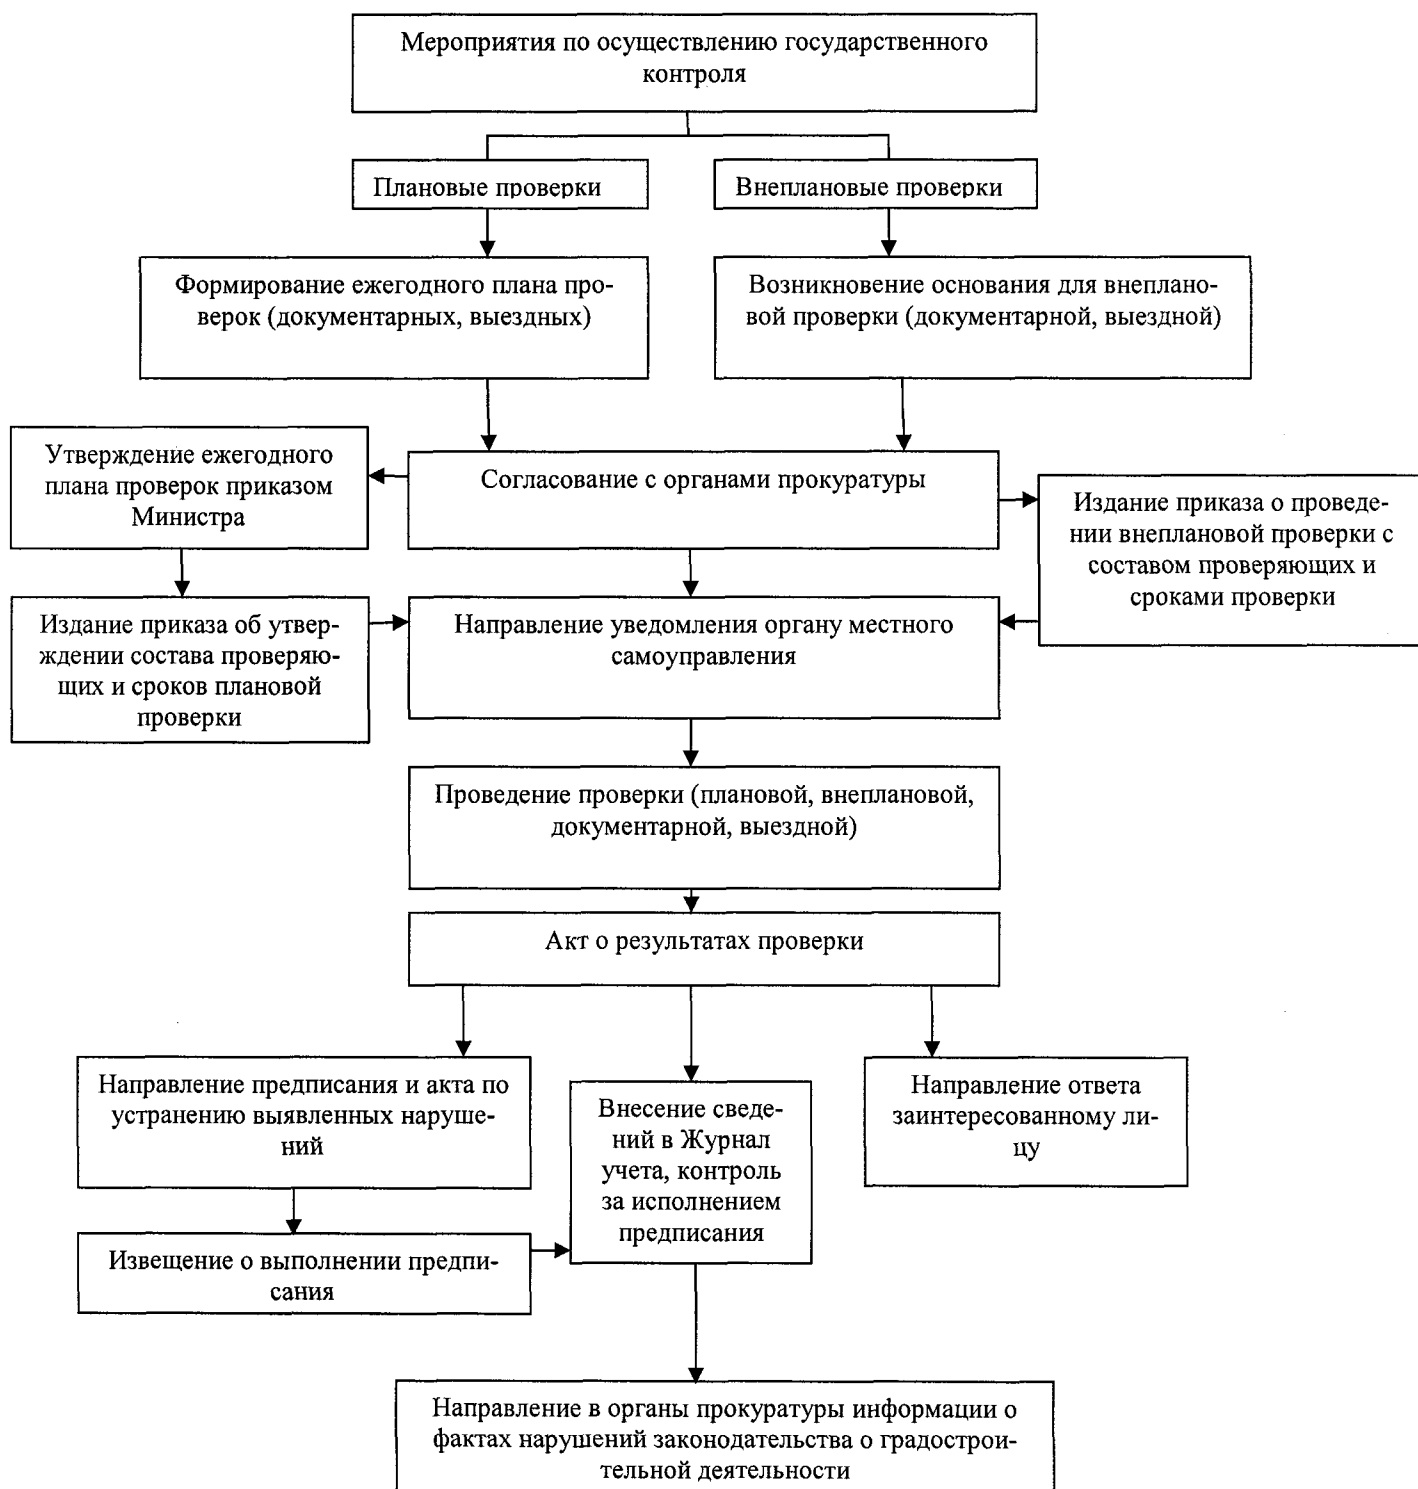 Мероприятия по осуществлению государственного
контроля
Плановые проверки
Внеплановые проверки
Формирование ежегодного плана про-
верок (документарных, выездных)
Возникновение основания для внеплано-
вой проверки (документарной, выездной)
Утверждение ежегодного
плана проверок приказом
Министра
Согласование с органами прокуратуры
Издание приказа о проведе-
нии внеплановой проверки с
составом проверяющих и
сроками проверки
Издание приказа об утвер-
ждении состава проверяю-
щих и сроков плановой
проверки
Направление уведомления органу местного
самоуправления
Проведение проверки (плановой, внеплановой,
документарной, выездной)
Акт о результатах проверки
Направление предписания и акта по
устранению выявленных наруше-
ний
Внесение сведе-
ний в Журнал
учета, контроль
за исполнением
предписания
Направление ответа
заинтересованному ли-
цу
Извещение о выполнении предпи-
сания
Направление в органы прокуратуры информации о
фактах нарушений законодательства о градострои-
тельной деятельности